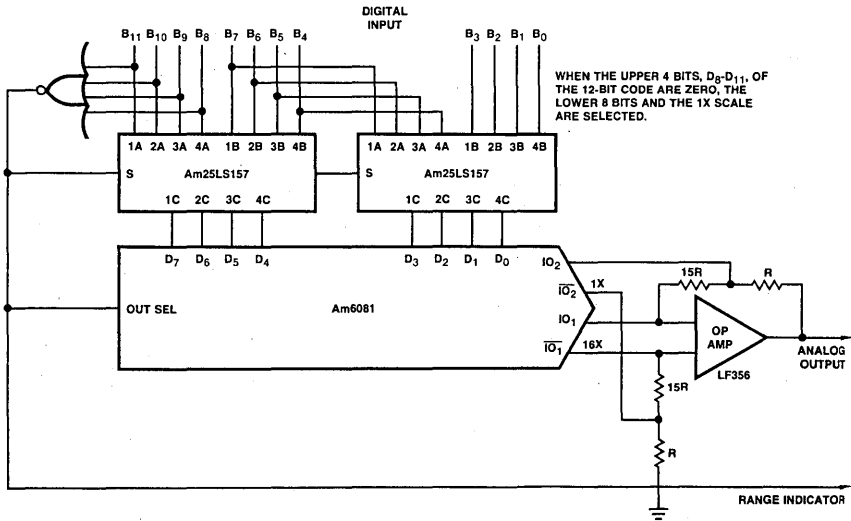 DIGITAL
INPUT
B11 B10 B9 B8 B7 B6 B5 B4 B3 B2 B1 B0
WHEN THE UPPER 4 BITS, D8-D11, OF
THE 12-BIT CODE ARE ZERO, THE
LOWER 8 BITS AND THE 1X SCALE
ARE SELECTED.
1A 2A 3A 4A 1B 2B 3B 4B
S Am25LS157
1C 2C 3C 4C
1A 2A 3A 4A 1B 2B 3B 4B
S Am25LS157
1C 2C 3C 4C
D7 D6 D5 D4 D3 D2 D1 D0
OUT SEL Am6081
IO2
IO2 1X
IO1
IO1 16X
15R R
OP
AMP
LF356
ANALOG
OUTPUT
15R
R
RANGE INDICATOR